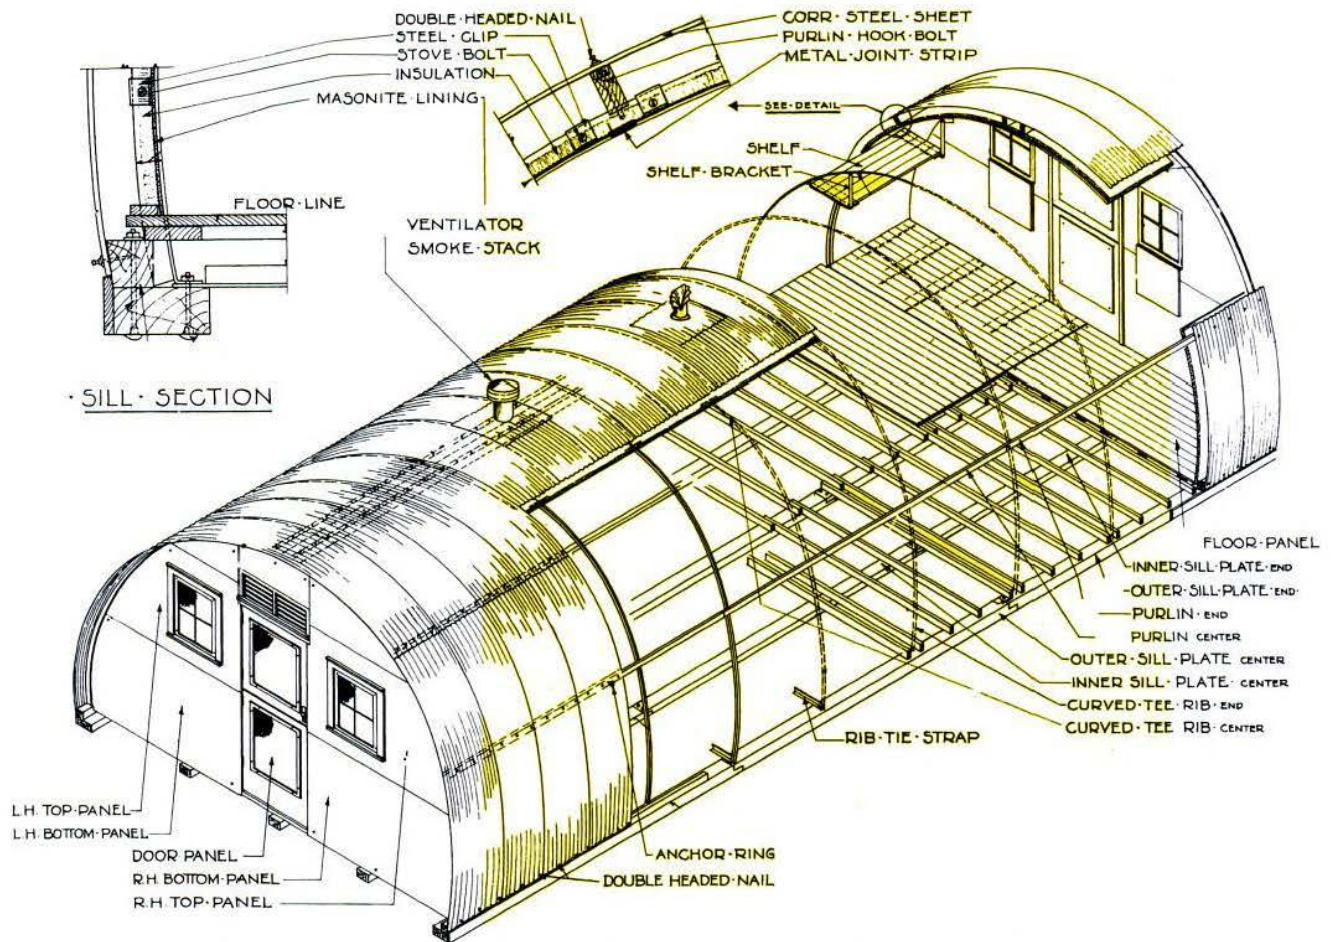 DOUBLE·HEADED·NAIL
STEEL·CLIP
STOVE·BOLT
INSULATION
MASONITE·LINING
CORR·STEEL·SHEET
PURLIN·HOOK·BOLT
METAL·JOINT·STRIP
SEE·DETAIL
SHELF
SHELF·BRACKET
FLOOR·LINE
VENTILATOR
SMOKE·STACK
·SILL·SECTION
FLOOR·PANEL
INNER·SILL·PLATE·END
OUTER·SILL·PLATE·END·
PURLIN·END
PURLIN CENTER
OUTER·SILL·PLATE CENTER
INNER SILL·PLATE·CENTER
CURVED·TEE·RIB·END
CURVED·TEE RIB·CENTER
RIB·TIE·STRAP
L.H. TOP·PANEL
L.H. BOTTOM·PANEL
DOOR PANEL
R.H. BOTTOM·PANEL
R.H. TOP·PANEL
ANCHOR·RING
DOUBLE HEADED·NAIL